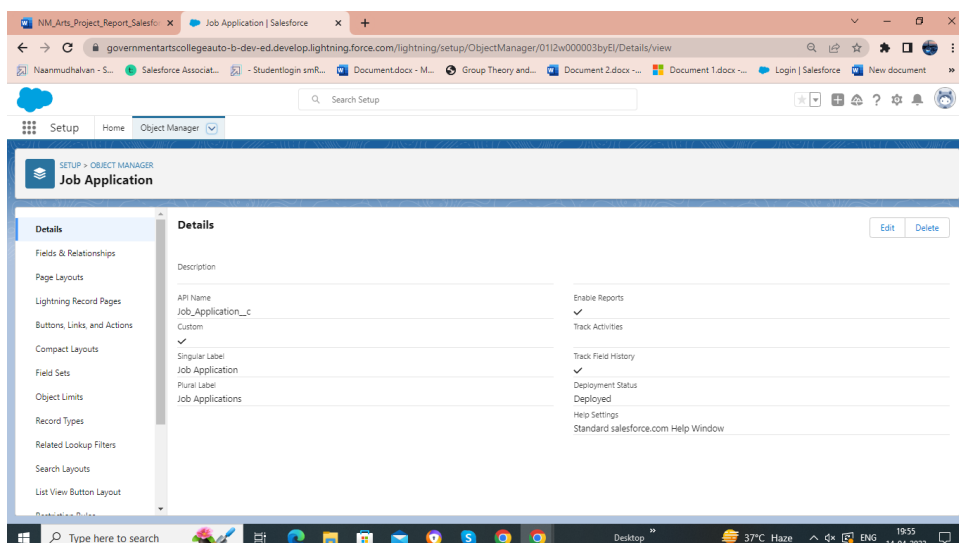 NM_Arts_Project_Report_Salesfor
Job Application | Salesforce
governmentartscollegeauto-b-dev-ed.develop.lightning.force.com/lightning/setup/ObjectManager/01I2w000003byEI/Details/view
Naanmudhalvan - S...
Salesforce Associat...
- Studentlogin smR...
Document.docx - M...
Group Theory and...
Document 2.docx -...
Document 1.docx -...
Login | Salesforce
New document
Search Setup
Setup
Home
Object Manager
SETUP > OBJECT MANAGER
Job Application
Details
Fields & Relationships
Page Layouts
Lightning Record Pages
Buttons, Links, and Actions
Compact Layouts
Field Sets
Object Limits
Record Types
Related Lookup Filters
Search Layouts
List View Button Layout
Details
Edit
Delete
Description
API Name
Job_Application__c
Custom
Singular Label
Job Application
Plural Label
Job Applications
Enable Reports
Track Activities
Track Field History
Deployment Status
Deployed
Help Settings
Standard salesforce.com Help Window
Type here to search
Desktop
37°C Haze
ENG
19:55